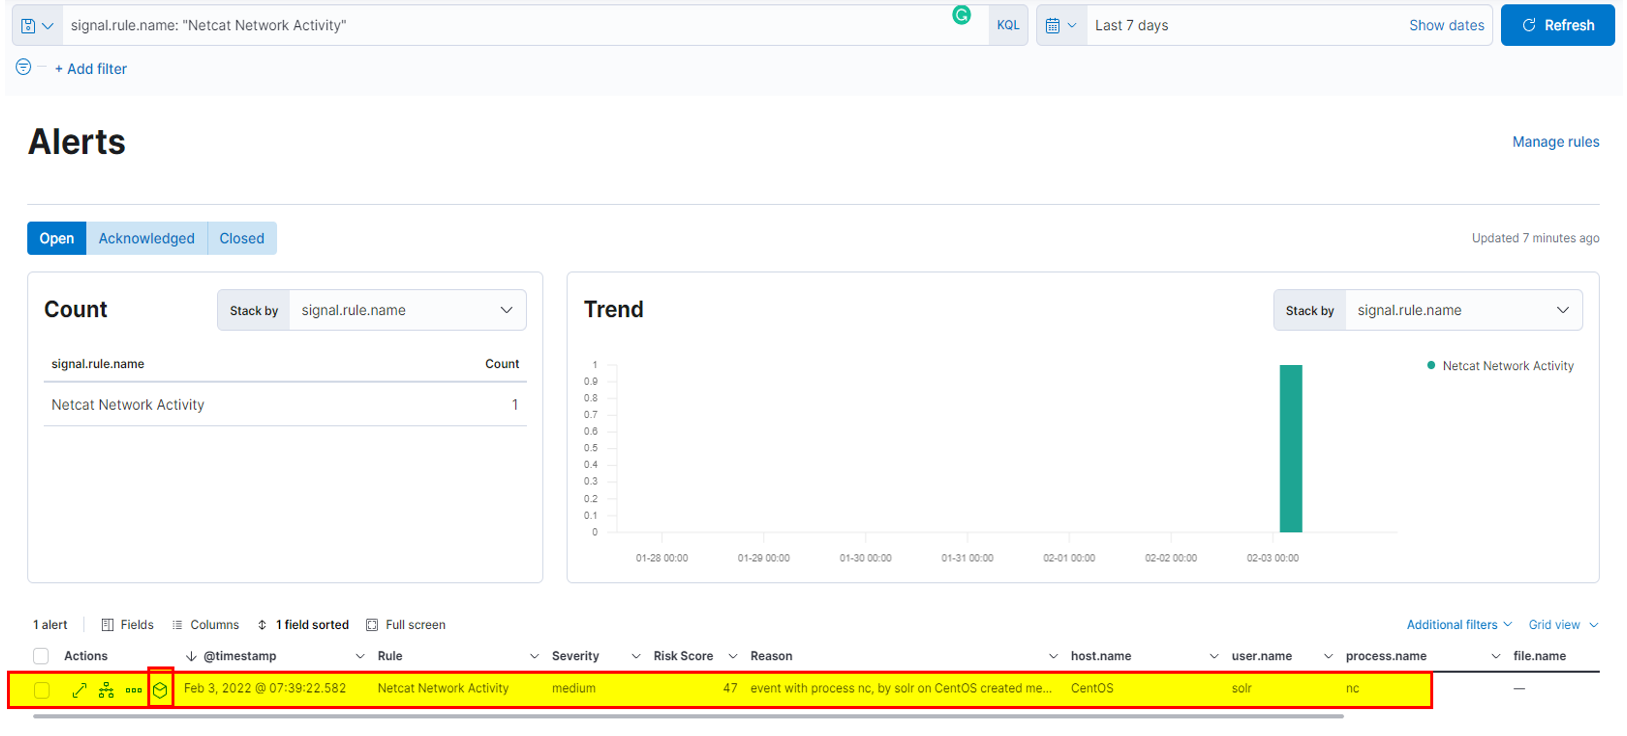 signal.rule.name: "Netcat Network Activity" KQL Last 7 days Show dates Refresh
+ Add filter
Alerts Manage rules
Open Acknowledged Closed Updated 7 minutes ago
Count Stack by signal.rule.name
signal.rule.name Count
Netcat Network Activity 1
Trend Stack by signal.rule.name
Netcat Network Activity
1
0.9
0.8
0.7
0.6
0.5
0.4
0.3
0.2
0.1
0
01-28 00:00 01-29 00:00 01-30 00:00 01-31 00:00 02-01 00:00 02-02 00:00 02-03 00:00
1 alert Fields Columns 1 field sorted Full screen Additional filters Grid view
Actions @timestamp Rule Severity Risk Score Reason host.name user.name process.name file.name
Feb 3, 2022 @ 07:39:22.582 Netcat Network Activity medium 47 event with process nc, by solr on CentOS created me... CentOS solr nc —